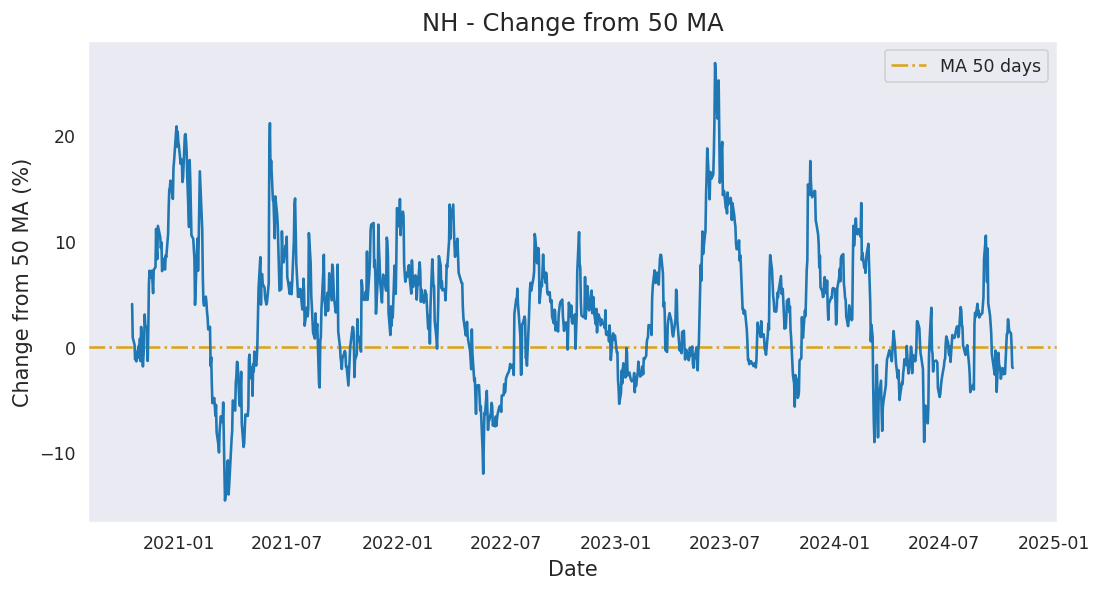 NH - Change from 50 MA
MA 50 days
Change from 50 MA (%)
20
10
0
−10
2021-01 2021-07 2022-01 2022-07 2023-01 2023-07 2024-01 2024-07 2025-01
Date